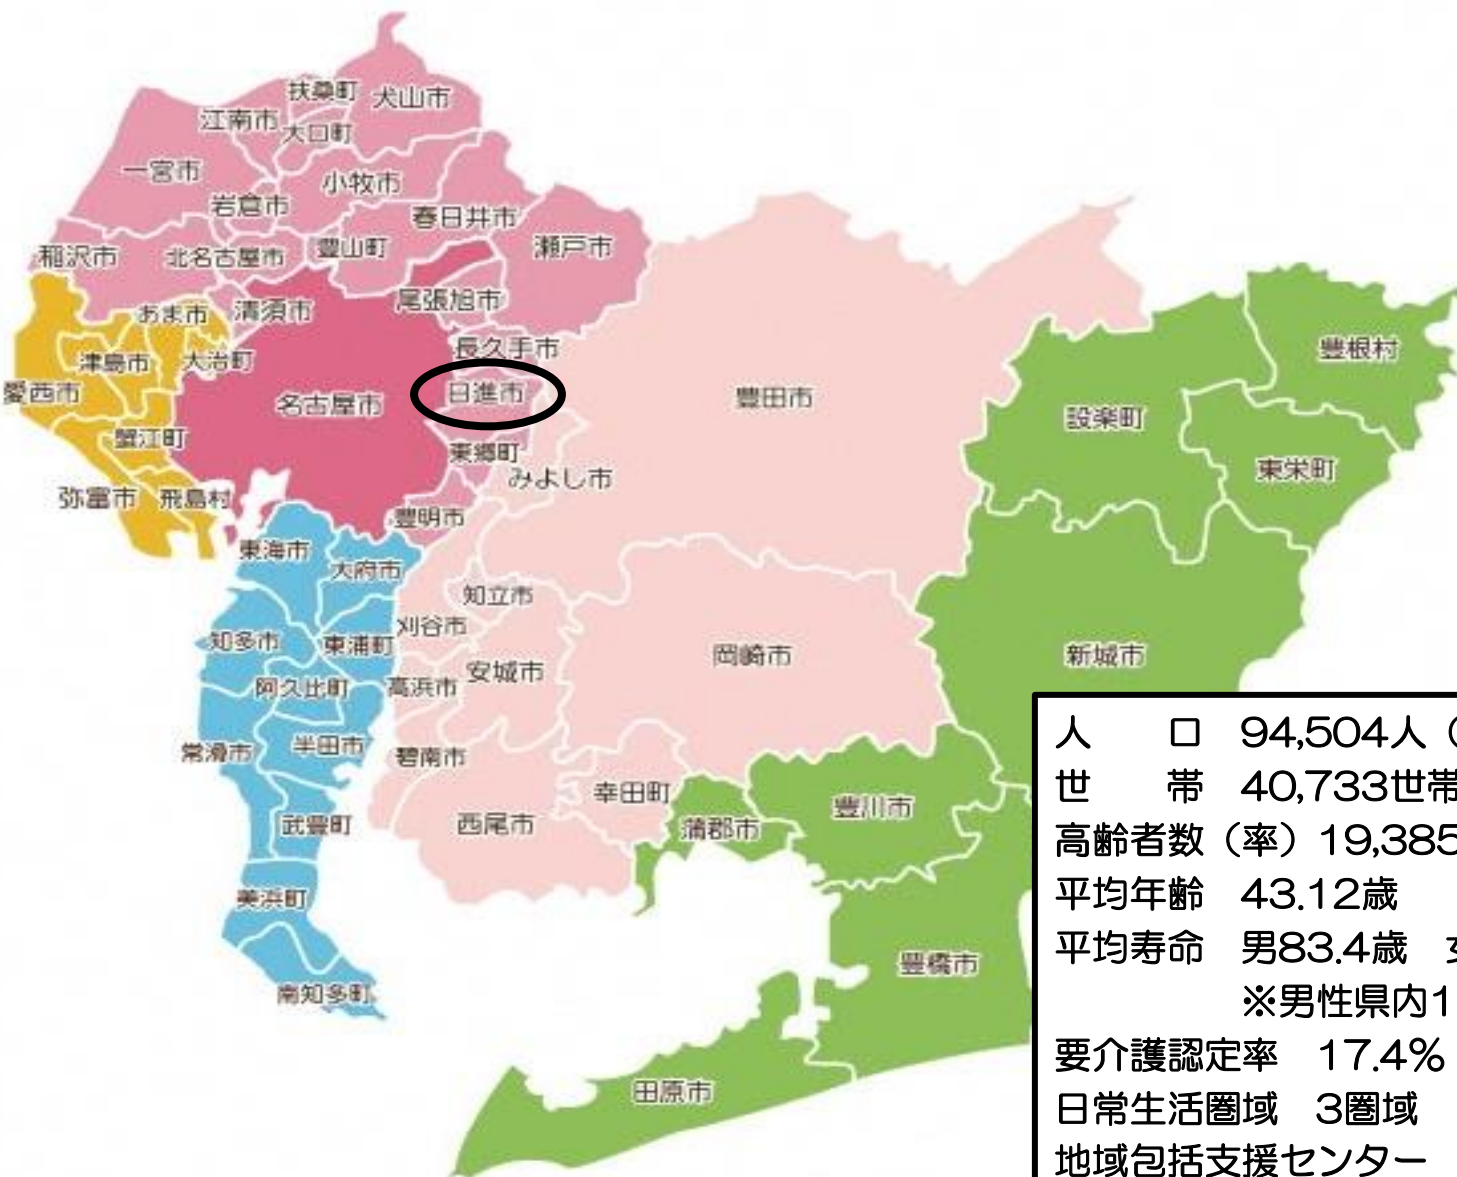 扶桑町
犬山市
江南市
大口町
一宮市
小牧市
岩倉市
春日井市
稲沢市
北名古屋市
豊山町
瀬戸市
尾張旭市
あま市
清須市
長久手市
津島市
大治町
豊根村
愛西市
名古屋市
日進市
豊田市
設楽町
蟹江町
東郷町
みよし市
東栄町
弥富市
飛島村
豊明市
東海市
大府市
知立市
知多市
東浦町
刈谷市
岡崎市
新城市
阿久比町
高浜市
安城市
常滑市
半田市
碧南市
幸田町
武豊町
西尾市
蒲郡市
豊川市
美浜町
豊橋市
南知多町
田原市
人　　口　94,504人（
世　　帯　40,733世帯
高齢者数（率）19,385
平均年齢　43.12歳
平均寿命　男83.4歳
※男性県内1
要介護認定率　17.4%
日常生活圏域　3圏域
地域包括支援センター